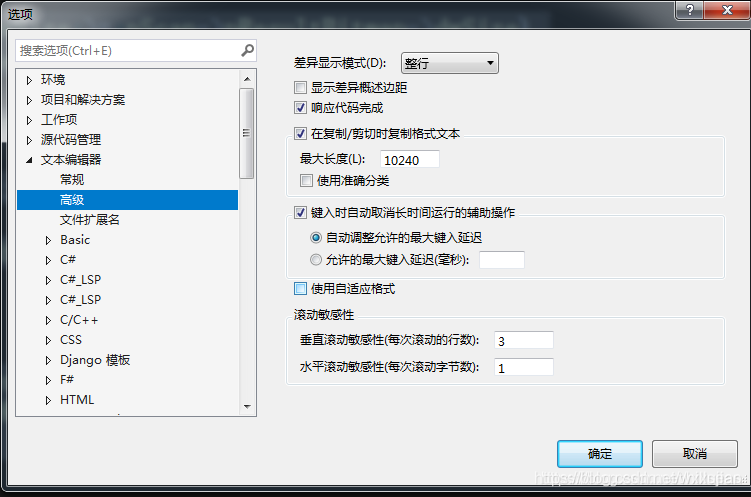 选项
搜索选项(Ctrl+E)
环境
项目和解决方案
工作项
源代码管理
文本编辑器
常规
高级
文件扩展名
Basic
C#
C#_LSP
C#_LSP
C/C++
CSS
Django 模板
F#
HTML
差异显示模式(D): 整行
显示差异概述边距
响应代码完成
在复制/剪切时复制格式文本
最大长度(L): 10240
使用准确分类
键入时自动取消长时间运行的辅助操作
自动调整允许的最大键入延迟
允许的最大键入延迟(毫秒):
使用自适应格式
滚动敏感性
垂直滚动敏感性(每次滚动的行数): 3
水平滚动敏感性(每次滚动字节数): 1
确定 取消